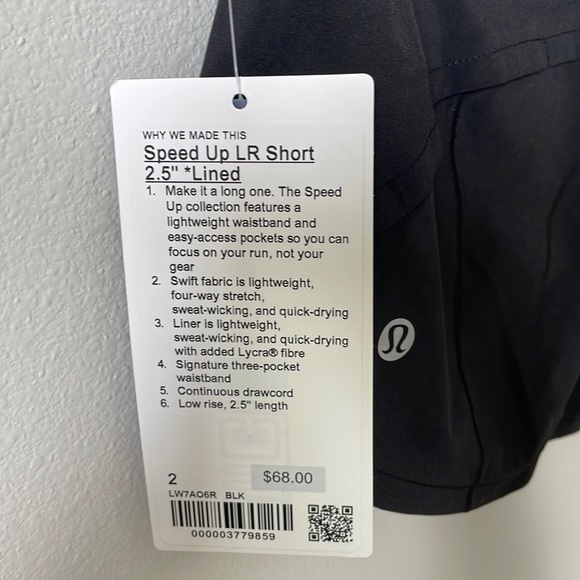 WHY WE MADE THIS
Speed Up LR Short
2.5" *Lined
1. Make it a long one. The Speed
Up collection features a
lightweight waistband and
easy-access pockets so you can
focus on your run, not your
gear
2. Swift fabric is lightweight,
four-way stretch,
sweat-wicking, and quick-drying
3. Liner is lightweight,
sweat-wicking, and quick-drying
with added Lycra® fibre
4. Signature three-pocket
waistband
5. Continuous drawcord
6. Low rise, 2.5" length
2 $68.00
LW7AO6R BLK
000003779859